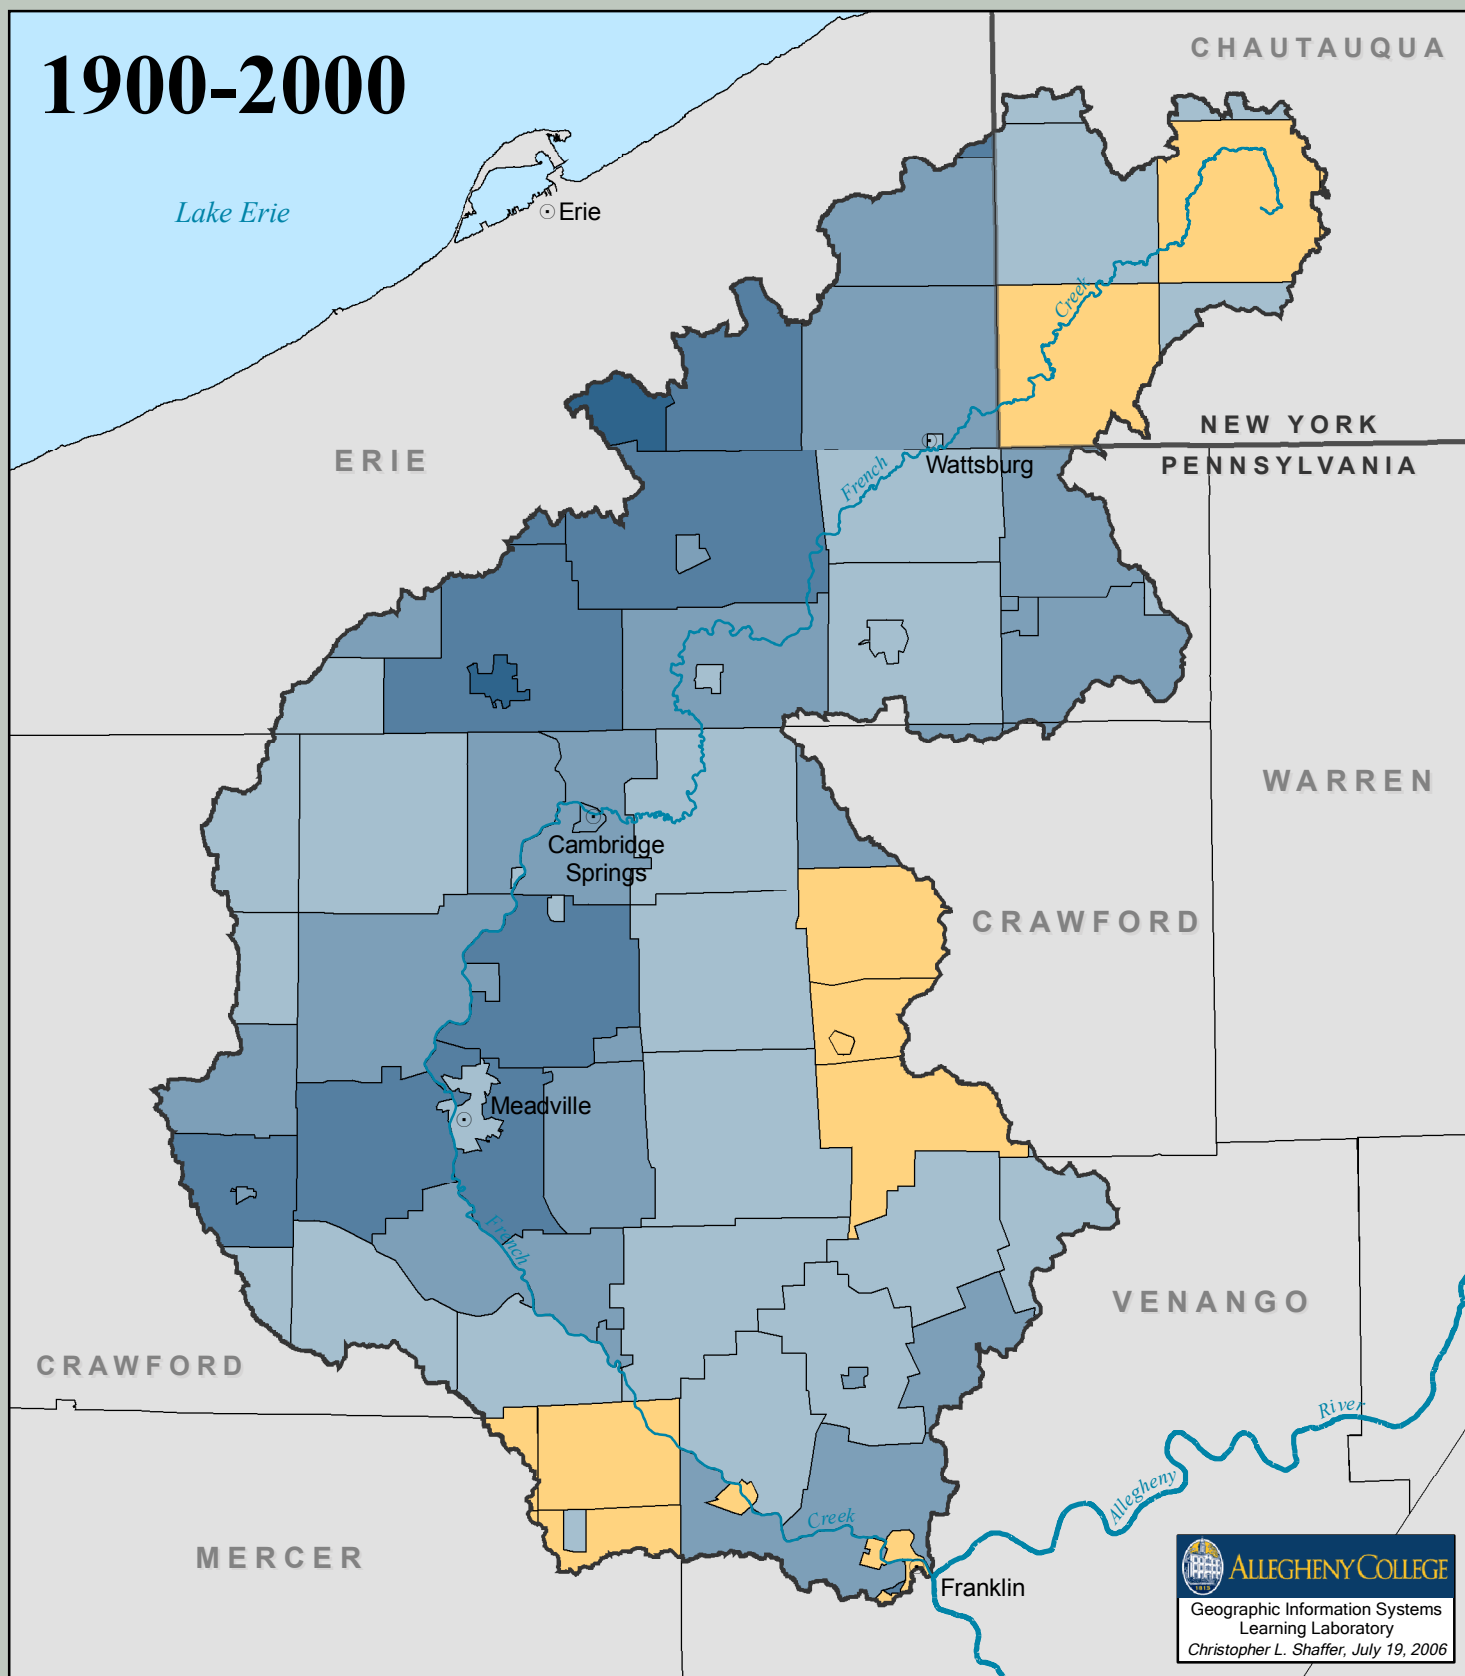 1900-2000
CHAUTAUQUA
Lake Erie
Erie
Creek
NEW YORK
ERIE
French
Wattsburg
PENNSYLVANIA
WARREN
Cambridge
Springs
CRAWFORD
Meadville
French
VENANGO
CRAWFORD
River
Allegheny
Creek
MERCER
Franklin
ALLEGHENY COLLEGE
1815
Geographic Information Systems
Learning Laboratory
Christopher L. Shaffer, July 19, 2006